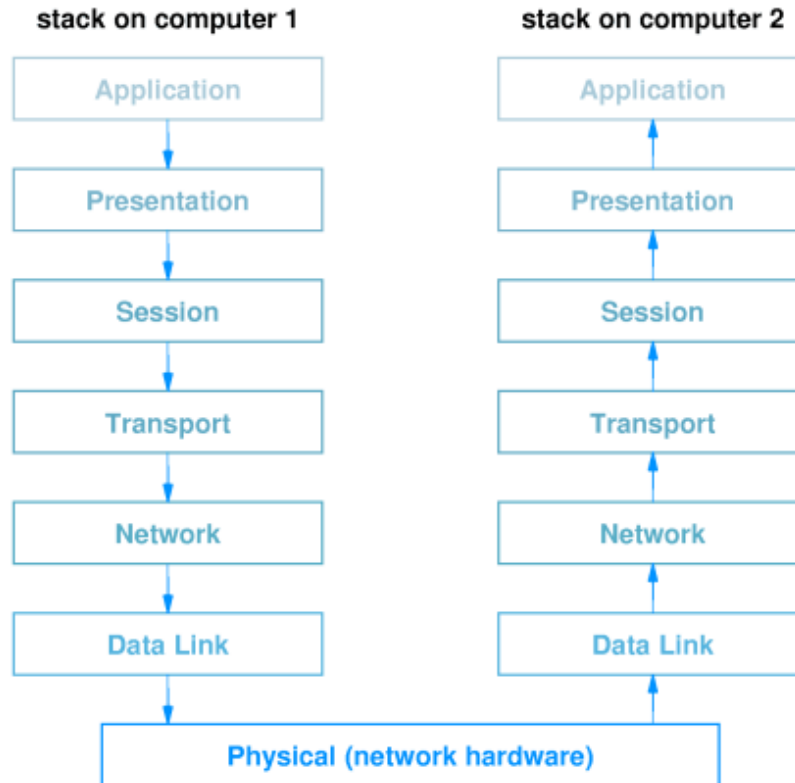 stack on computer 1
stack on computer 2
Application
Application
Presentation
Presentation
Session
Session
Transport
Transport
Network
Network
Data Link
Data Link
Physical (network hardware)